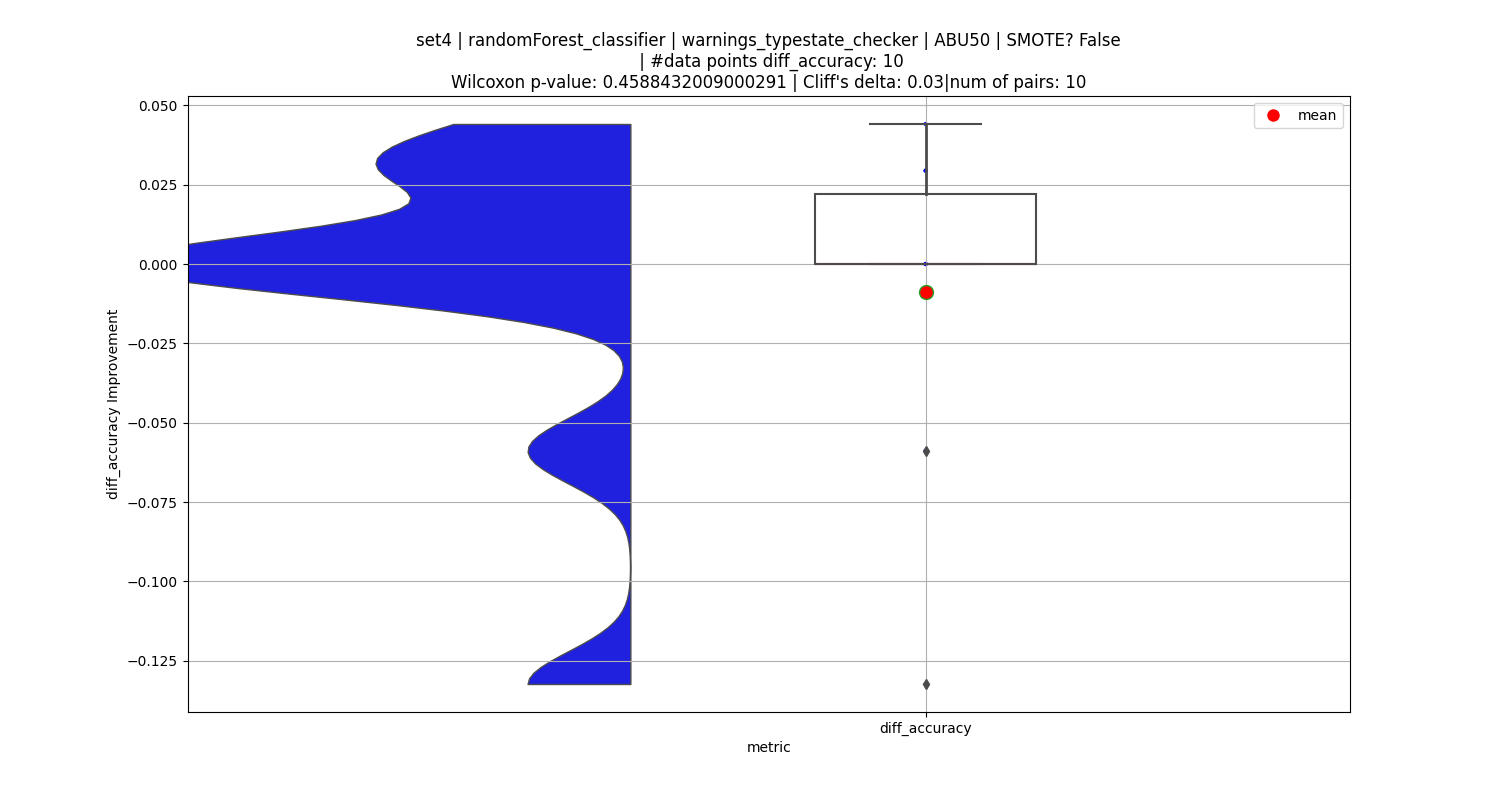 set4 | randomForest_classifier | warnings_typestate_checker | ABU50 | SMOTE? False
| #data points diff_accuracy: 10
Wilcoxon p-value: 0.4588432009000291 | Cliff's delta: 0.03|num of pairs: 10
mean
0.050
0.025
0.000
−0.025
−0.050
−0.075
−0.100
−0.125
diff_accuracy Improvement
diff_accuracy
metric